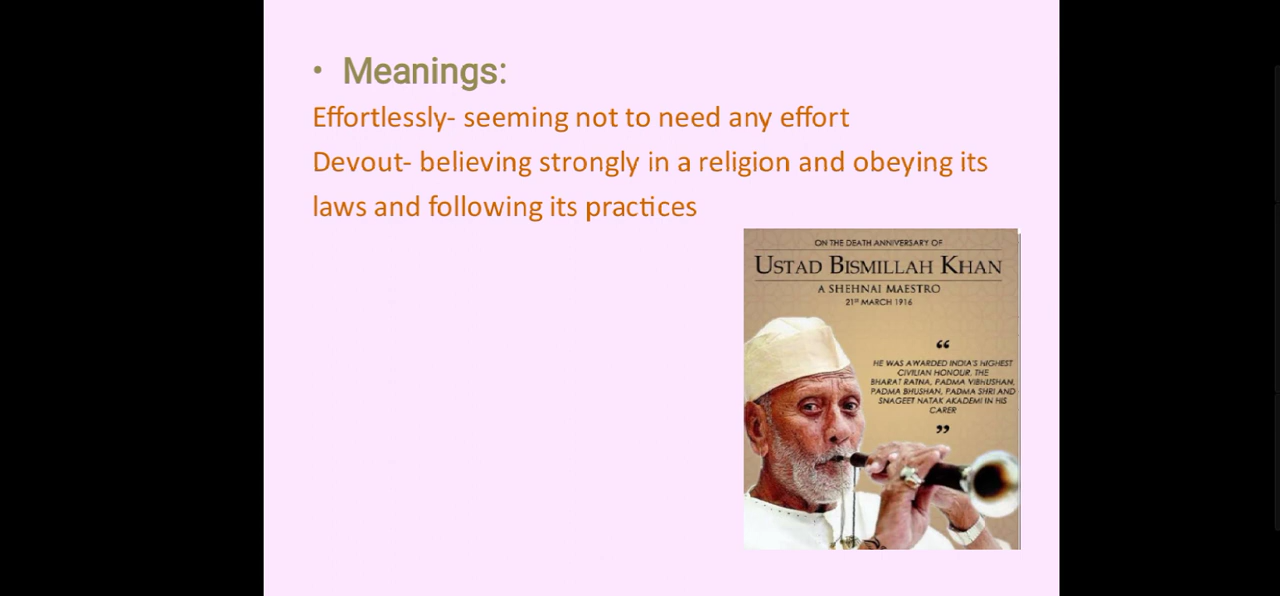 • Meanings:
Effortlessly- seeming not to need any effort
Devout- believing strongly in a religion and obeying its
laws and following its practices
ON THE DEATH ANNIVERSARY OF
USTAD BISMILLAH KHAN
A SHEHNAI MAESTRO
21ST MARCH 1916
“
HE WAS AWARDED INDIA'S HIGHEST
CIVILIAN HONOUR, THE
BHARAT RATNA, PADMA VIBHUSHAN,
PADMA BHUSHAN, PADMA SHRI AND
SNAGEET NATAK AKADEMI IN HIS
CARER
”